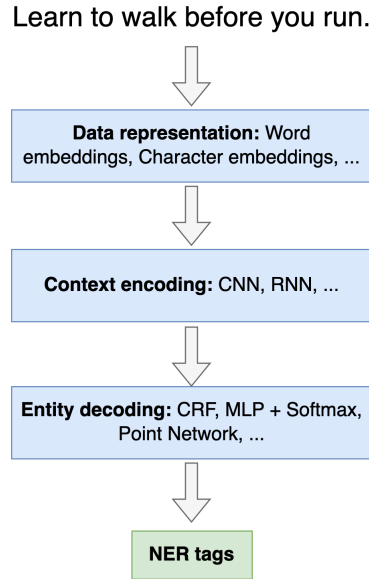 Learn to walk before you run.
Data representation: Word
embeddings, Character embeddings, ...
Context encoding: CNN, RNN, ...
Entity decoding: CRF, MLP + Softmax,
Point Network, ...
NER tags